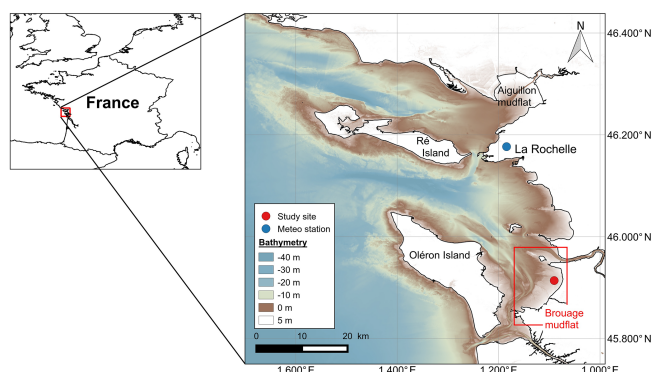 France
N
46.400° N
Aiguillon
mudflat
46.200° N
La Rochelle
Ré
Island
Study site
Meteo station
Bathymetry
-40 m
-30 m
-20 m
-10 m
0 m
5 m
46.000° N
Oléron Island
Brouage
mudflat
0 10 20 km
45.800° N
1.600° 1.400° 1.200° 1.000°